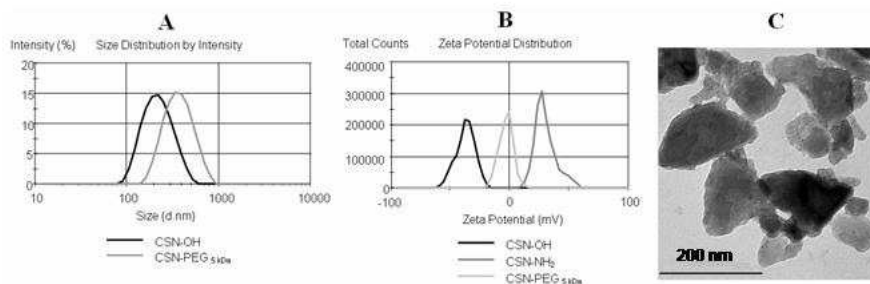 A
Intensity (%)
Size Distribution by Intensity
20
15
10
5
0
10
100
1000
10000
Size (d.nm)
CSN-OH
CSN-PEG 5 kDa
B
Total Counts
Zeta Potential Distribution
400000
300000
200000
100000
0
-100
0
100
Zeta Potential (mV)
CSN-OH
CSN-NH₂
CSN-PEG 5 kDa
C
200 nm